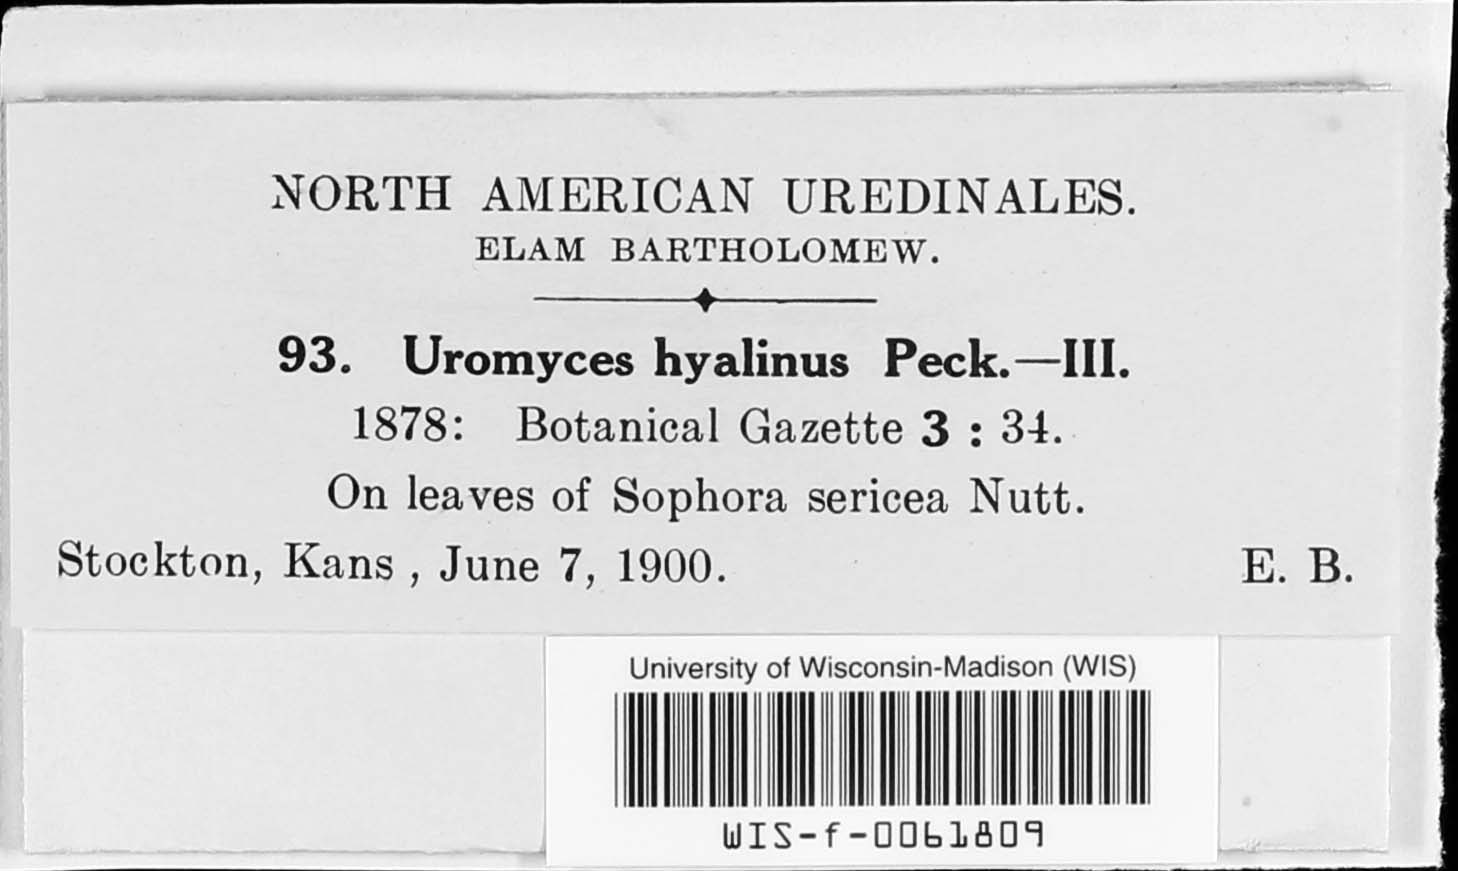 NORTH AMERICAN UREDINALES.
ELAM BARTHOLOMEW.
93. Uromyces hyalinus Peck.—III.
1878: Botanical Gazette 3 : 34.
On leaves of Sophora sericea Nutt.
Stockton, Kans , June 7, 1900. E. B.
University of Wisconsin-Madison (WIS)
WIS-f-0061809